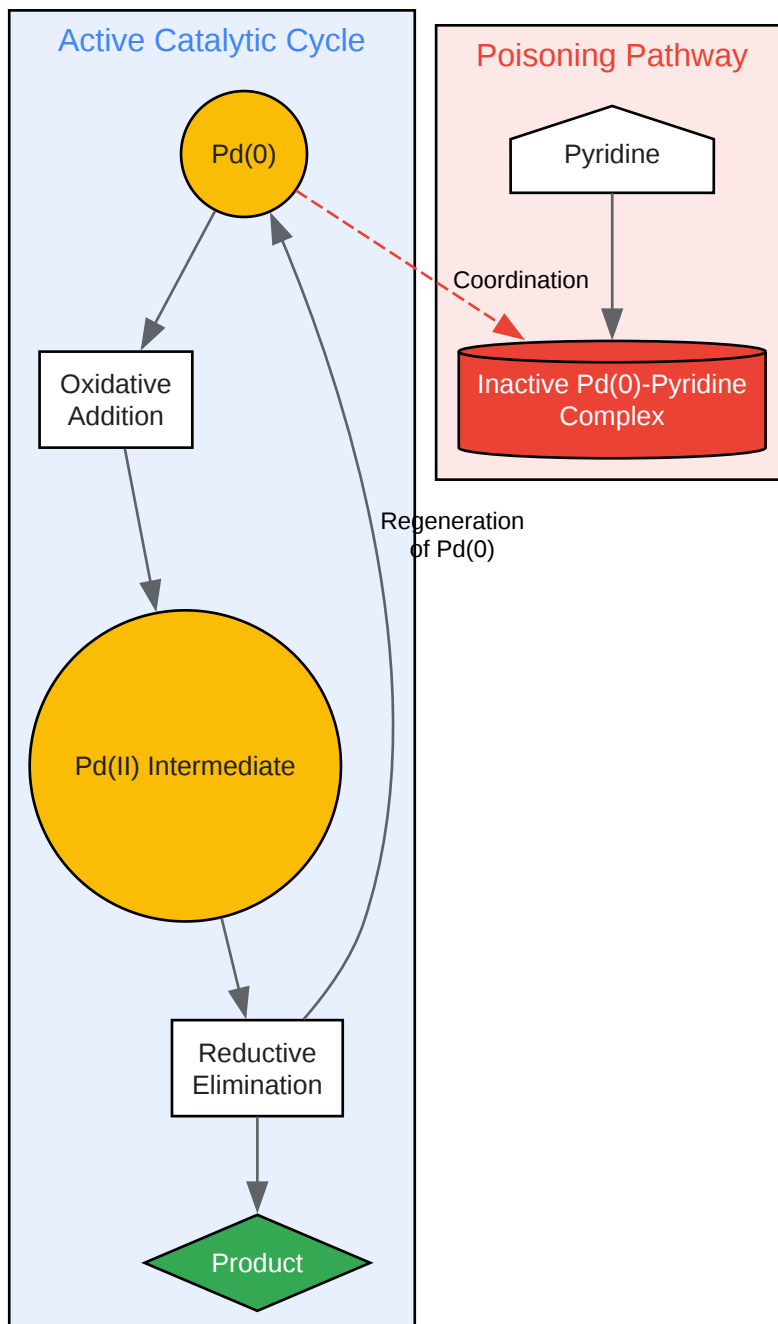 Active Catalytic Cycle
Pd(0)
Oxidative
Addition
Pd(II) Intermediate
Reductive
Elimination
Product
Regeneration
of Pd(0)
Poisoning Pathway
Pyridine
Coordination
Inactive Pd(0)-Pyridine
Complex